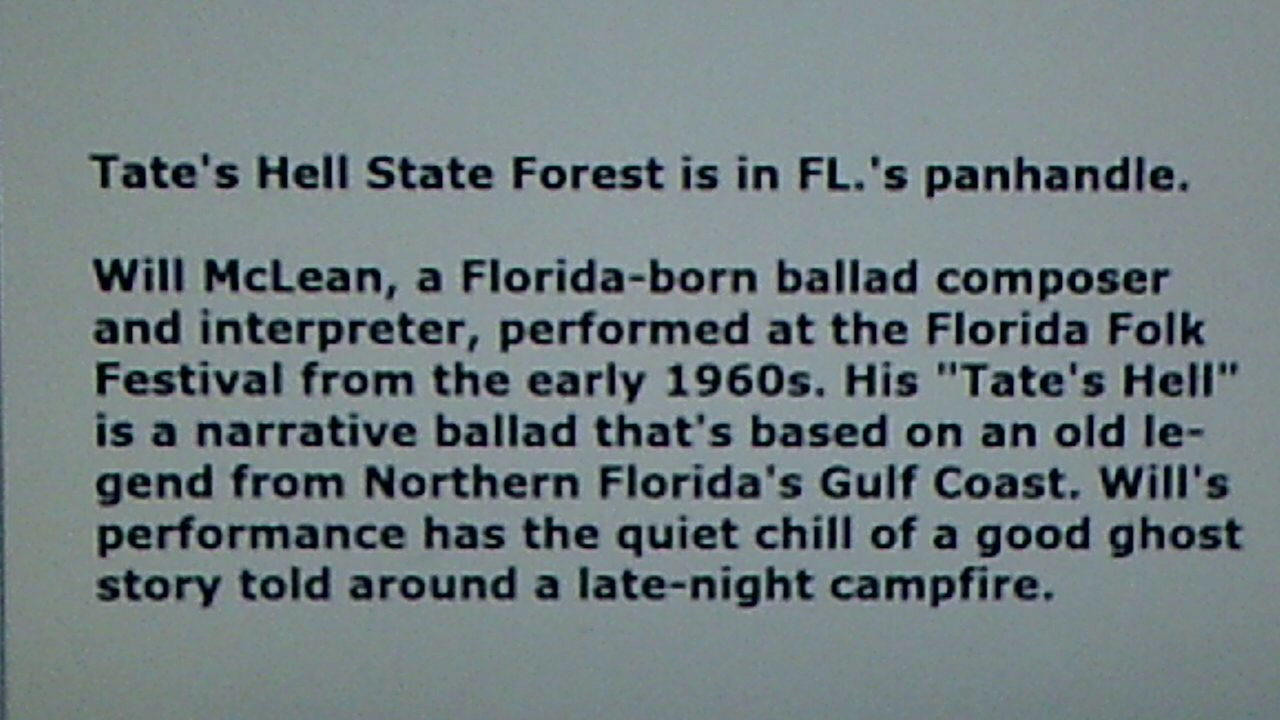 Tate's Hell State Forest is in FL.'s panhandle.
Will McLean, a Florida-born ballad composer
and interpreter, performed at the Florida Folk
Festival from the early 1960s. His "Tate's Hell"
is a narrative ballad that's based on an old le-
gend from Northern Florida's Gulf Coast. Will's
performance has the quiet chill of a good ghost
story told around a late-night campfire.